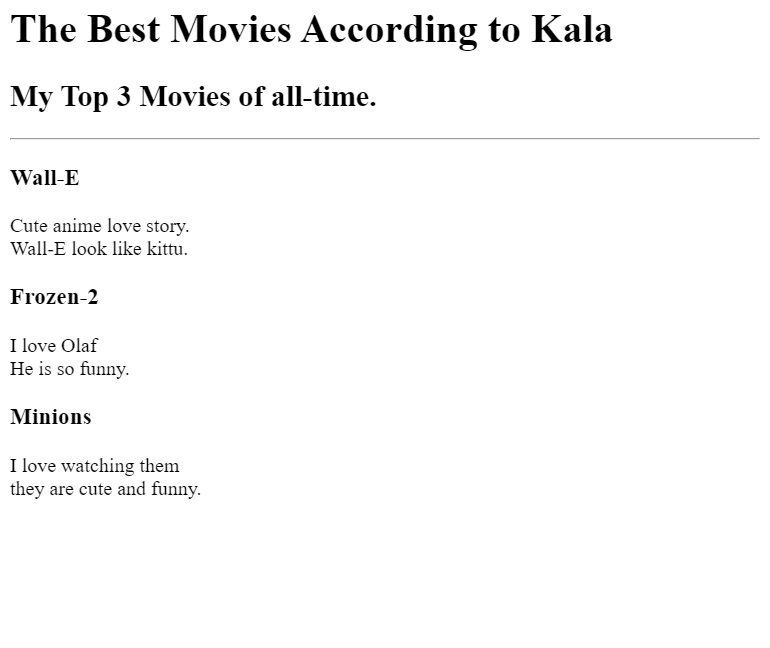 The Best Movies According to Kala
My Top 3 Movies of all-time.
Wall-E
Cute anime love story.
Wall-E look like kittu.
Frozen-2
I love Olaf
He is so funny.
Minions
I love watching them
they are cute and funny.